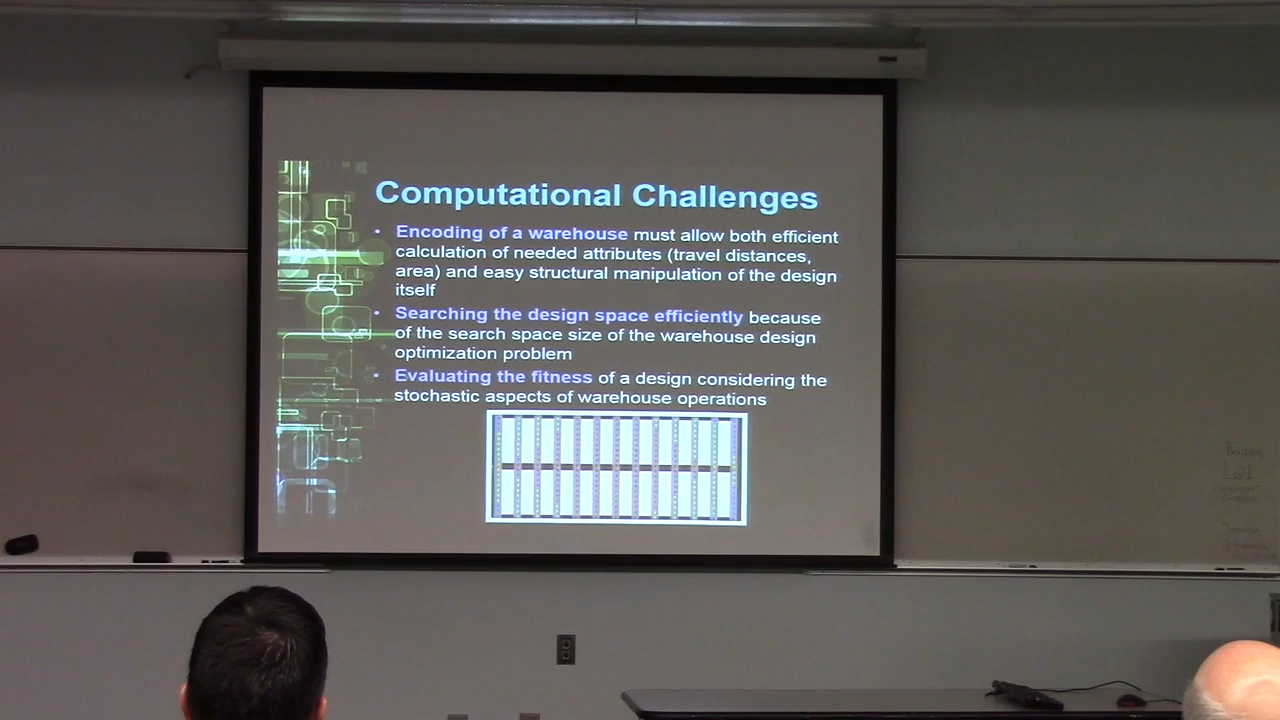 Computational Challenges
• Encoding of a warehouse must allow both efficient
calculation of needed attributes (travel distances,
area) and easy structural manipulation of the design
itself
• Searching the design space efficiently because
of the search space size of the warehouse design
optimization problem
• Evaluating the fitness of a design considering the
stochastic aspects of warehouse operations